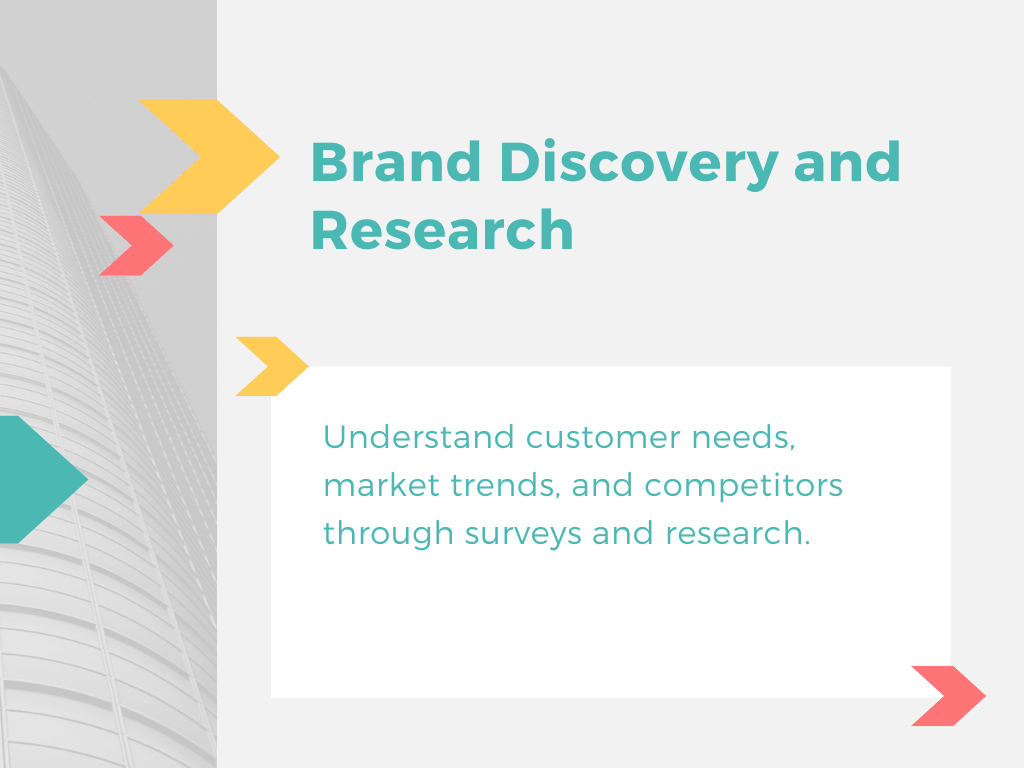 Brand Discovery and
Research
Understand customer needs,
market trends, and competitors
through surveys and research.